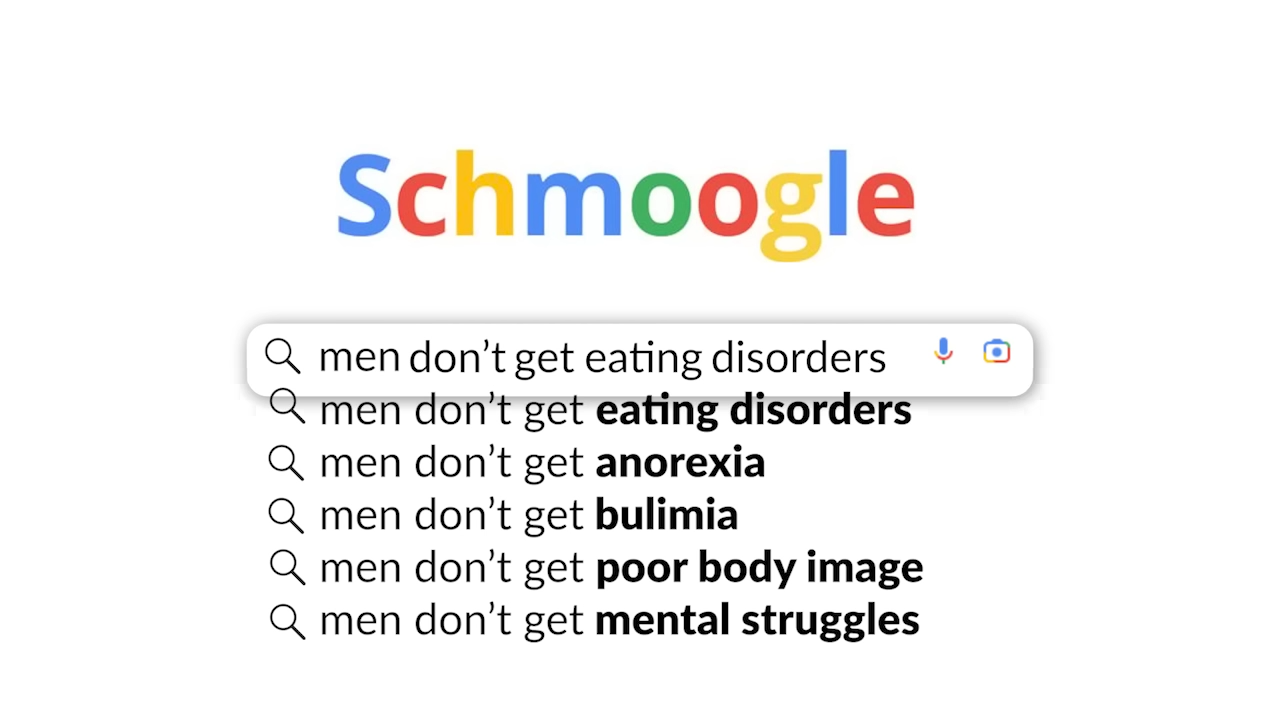 Schmoogle
men don’t get eating disorders
men don’t get eating disorders
men don’t get anorexia
men don’t get bulimia
men don’t get poor body image
men don’t get mental struggles